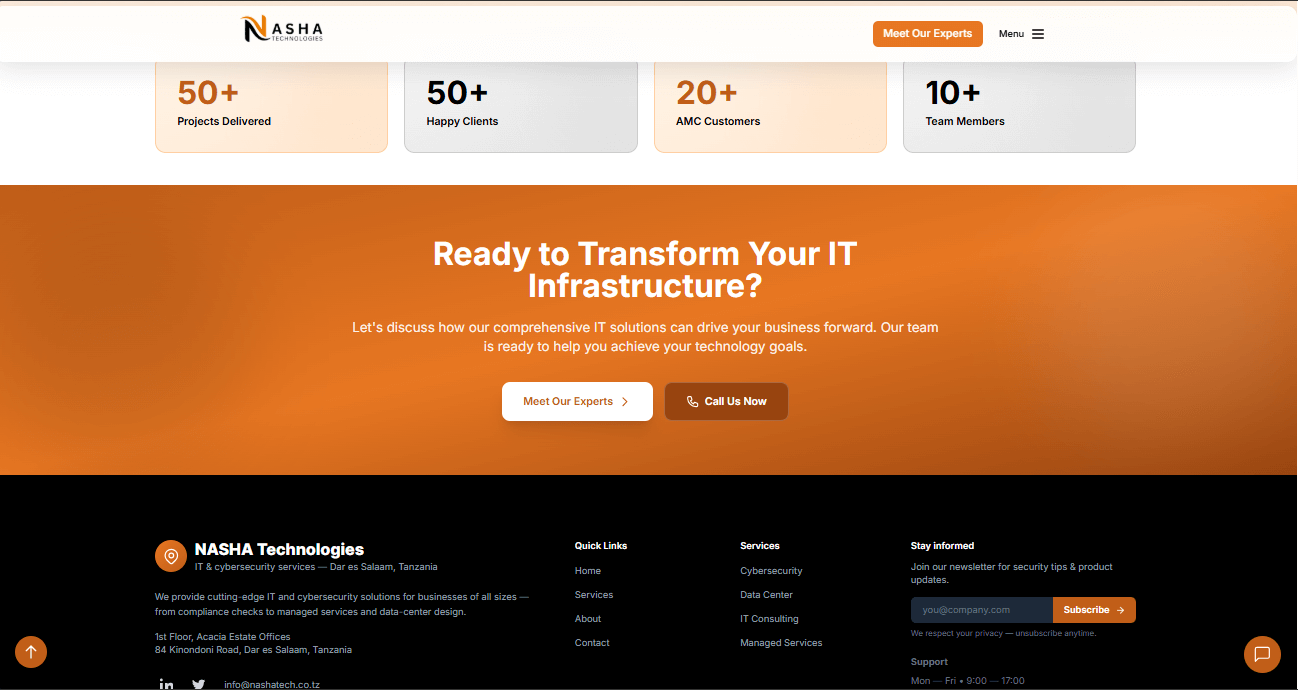 NASHA
TECHNOLOGIES
Meet Our Experts
Menu
50+
Projects Delivered
50+
Happy Clients
20+
AMC Customers
10+
Team Members
Ready to Transform Your IT
Infrastructure?
Let's discuss how our comprehensive IT solutions can drive your business forward. Our team
is ready to help you achieve your technology goals.
Meet Our Experts
Call Us Now
NASHA Technologies
IT & cybersecurity services — Dar es Salaam, Tanzania
We provide cutting-edge IT and cybersecurity solutions for businesses of all sizes —
from compliance checks to managed services and data-center design.
1st Floor, Acacia Estate Offices
84 Kinondoni Road, Dar es Salaam, Tanzania
info@nashatech.co.tz
Quick Links
Home
Services
About
Contact
Services
Cybersecurity
Data Center
IT Consulting
Managed Services
Stay informed
Join our newsletter for security tips & product
updates.
you@company.com
Subscribe →
We respect your privacy — unsubscribe anytime.
Support
Mon — Fri • 9:00 — 17:00